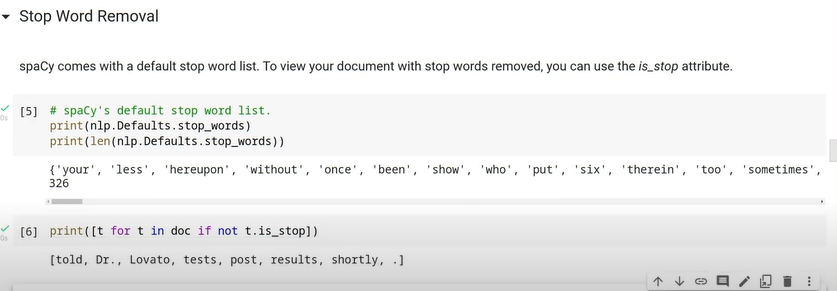 Stop Word Removal
spaCy comes with a default stop word list. To view your document with stop words removed, you can use the is_stop attribute.
[5] # spaCy's default stop word list.
print(nlp.Defaults.stop_words)
print(len(nlp.Defaults.stop_words))
0s
{'your', 'less', 'hereupon', 'without', 'once', 'been', 'show', 'who', 'put', 'six', 'therein', 'too', 'sometimes',
326
[6] print([t for t in doc if not t.is_stop])
0s
[told, Dr., Lovato, tests, post, results, shortly, .]